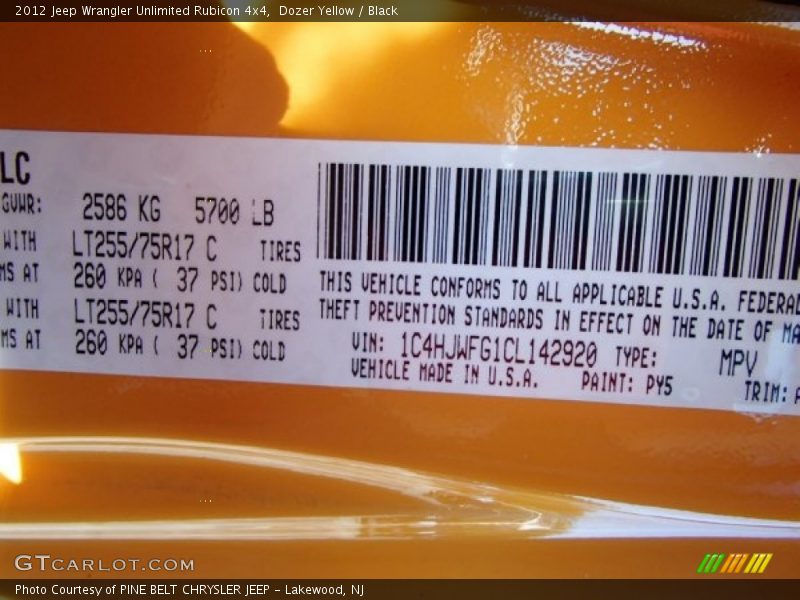 2012 Jeep Wrangler Unlimited Rubicon 4x4, Dozer Yellow / Black
LC
GVWR: 2586 KG 5700 LB
WITH LT255/75R17 C TIRES
MS AT 260 KPA ( 37 PSI) COLD
WITH LT255/75R17 C TIRES
MS AT 260 KPA ( 37 PSI) COLD
THIS VEHICLE CONFORMS TO ALL APPLICABLE U.S.A. FEDERAL
THEFT PREVENTION STANDARDS IN EFFECT ON THE DATE OF MA
VIN: 1C4HJWFG1CL142920 TYPE: MPV
VEHICLE MADE IN U.S.A. PAINT: PY5 TRIM: A
GTCARLOT.COM
Photo Courtesy of PINE BELT CHRYSLER JEEP - Lakewood, NJ